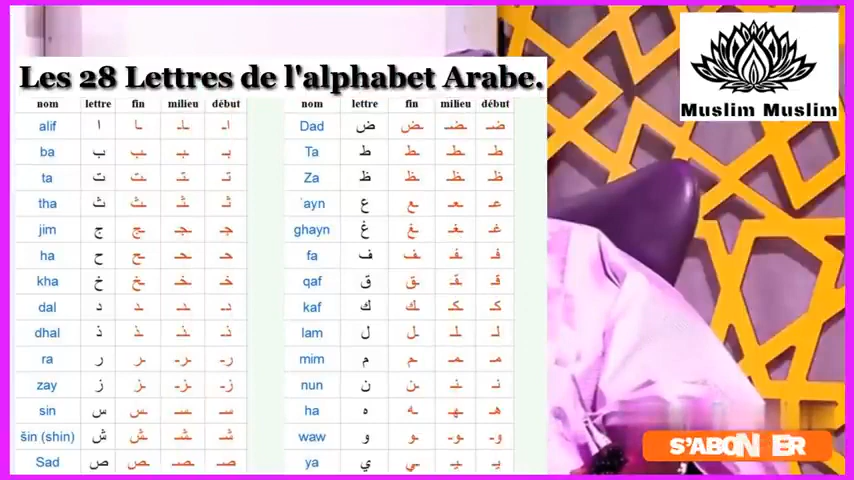 Les 28 Lettres de l'alphabet Arabe.
nom lettre fin milieu début
alif ا ـا ـاـ اـ
ba ب ـب ـبـ بـ
ta ت ـت ـتـ تـ
tha ث ـث ـثـ ثـ
jim ج ـج ـجـ جـ
ha ح ـح ـحـ حـ
kha خ ـخ ـخـ خـ
dal د ـد ـدـ دـ
dhal ذ ـذ ـذـ ذـ
ra ر ـر ـرـ رـ
zay ز ـز ـزـ زـ
sin س ـس ـسـ سـ
šin (shin) ش ـش ـشـ شـ
Sad ص ـص ـصـ صـ
nom lettre fin milieu début
Dad ض ـض ـضـ ضـ
Ta ط ـط ـطـ طـ
Za ظ ـظ ـظـ ظـ
'ayn ع ـع ـعـ عـ
ghayn غ ـغ ـغـ غـ
fa ف ـف ـفـ فـ
qaf ق ـق ـقـ قـ
kaf ك ـك ـكـ كـ
lam ل ـل ـلـ لـ
mim م ـم ـمـ مـ
nun ن ـن ـنـ نـ
ha ه ـه ـهـ هـ
waw و ـو ـوـ وـ
ya ي ـي ـيـ يـ
Muslim Muslim
S'ABONNER